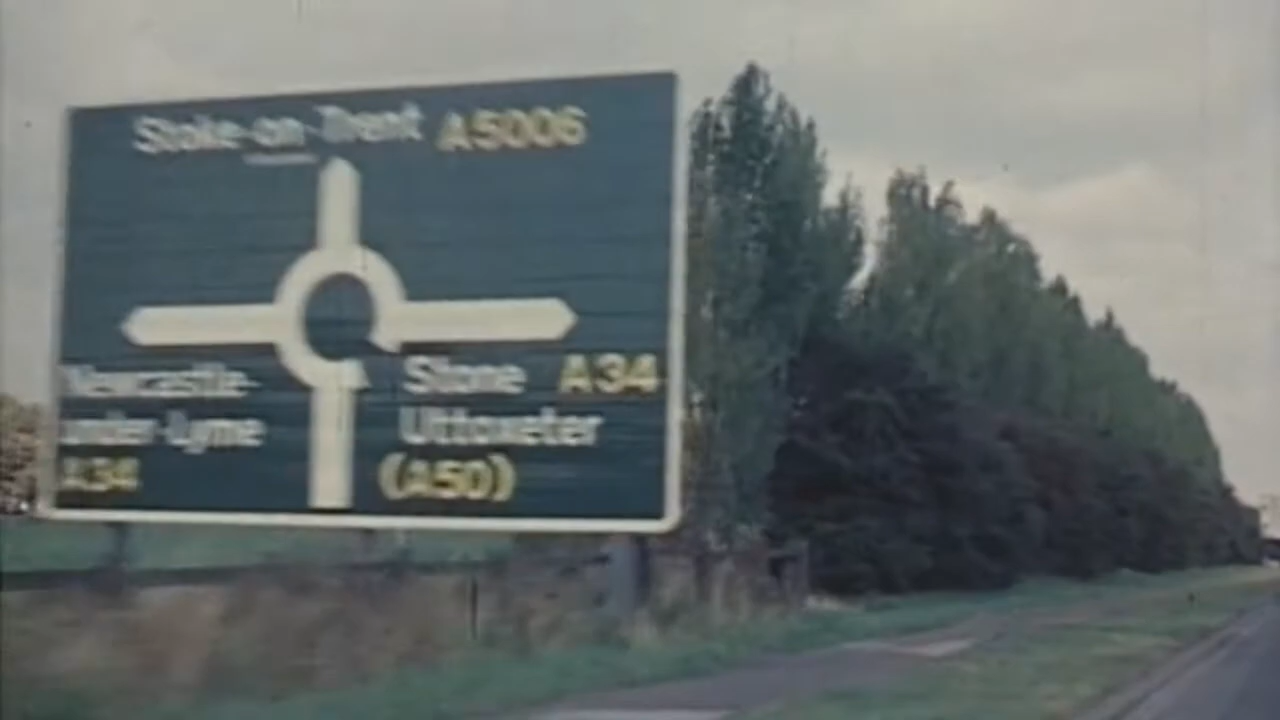 Stoke-on-Trent A5006
Newcastle-
under-Lyme
A34
Stone A34
Uttoxeter
(A50)